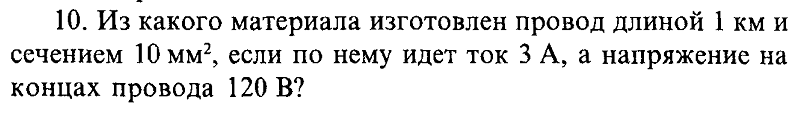 10. Из какого материала изготовлен провод длиной 1 км и
сечением 10 мм², если по нему идет ток 3 А, а напряжение на
концах провода 120 В?